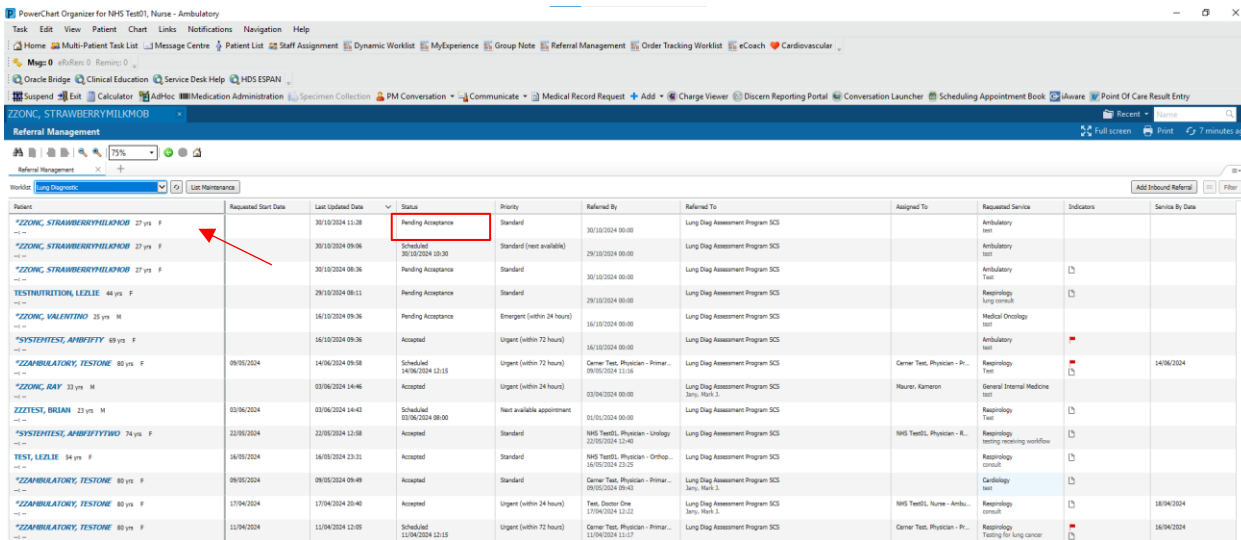 PowerChart Organizer for NHS Test01, Nurse - Ambulatory
Task Edit View Patient Chart Links Notifications Navigation Help
Home Multi-Patient Task List Message Centre Patient List Staff Assignment Dynamic Worklist MyExperience Group Note Referral Management Order Tracking Worklist eCoach Cardiovascular
Msg: 0 eRxRen: 0 Remin: 0
Oracle Bridge Clinical Education Service Desk Help HDS ESPAN
Suspend Exit Calculator AdHoc Medication Administration Specimen Collection PM Conversation Communicate Medical Record Request Add Charge Viewer Discern Reporting Portal Conversation Launcher Scheduling Appointment Book iAware Point Of Care Result Entry
ZZONC, STRAWBERRYMILKMOB × Recent Name
Referral Management Full screen Print 7 minutes ag
75%
Referral Management × +
Worklist Lung Diagnostic List Maintenance Add Inbound Referral Filter
Patient Requested Start Date Last Updated Date Status Priority Referred By Referred To Assigned To Requested Service Indicators Service By Date
*ZZONC, STRAWBERRYMILKMOB 27 yrs F 30/10/2024 11:28 Pending Acceptance Standard Lung Diag Assessment Program SCS Ambulatory
--: -- 30/10/2024 00:00 test
*ZZONC, STRAWBERRYMILKMOB 27 yrs F 30/10/2024 09:06 Scheduled Standard (next available) Lung Diag Assessment Program SCS Ambulatory
--: -- 30/10/2024 10:30 29/10/2024 00:00 test
*ZZONC, STRAWBERRYMILKMOB 27 yrs F 30/10/2024 08:36 Pending Acceptance Standard Lung Diag Assessment Program SCS Ambulatory
--: -- 30/10/2024 00:00 Test
TESTNUTRITION, LEZLIE 44 yrs F 29/10/2024 08:11 Pending Acceptance Standard Lung Diag Assessment Program SCS Respirology
--: -- 29/10/2024 00:00 lung consult
*ZZONC, VALENTINO 25 yrs M 16/10/2024 09:36 Pending Acceptance Emergent (within 24 hours) Lung Diag Assessment Program SCS Medical Oncology
--: -- 16/10/2024 00:00 test
*SYSTEMTEST, AMBFIFTY 69 yrs F 16/10/2024 09:36 Accepted Urgent (within 72 hours) Lung Diag Assessment Program SCS Ambulatory
--: -- 16/10/2024 00:00 test
*ZZAMBULATORY, TESTONE 80 yrs F 09/05/2024 14/06/2024 09:58 Scheduled Urgent (within 72 hours) Cerner Test, Physician - Primar... Lung Diag Assessment Program SCS Cerner Test, Physician - Pr... Respirology 14/06/2024
--: -- 14/06/2024 12:15 09/05/2024 11:16 Test
*ZZONC, RAY 33 yrs M 03/06/2024 14:46 Accepted Urgent (within 24 hours) Lung Diag Assessment Program SCS Maurer, Kameron General Internal Medicine
--: -- 03/04/2024 00:00 Jany, Mark J. test
ZZZTEST, BRIAN 23 yrs M 03/06/2024 03/06/2024 14:43 Scheduled Next available appointment Lung Diag Assessment Program SCS Respirology
--: -- 03/06/2024 08:00 01/01/2024 00:00 Test
*SYSTEMTEST, AMBFIFTYTWO 74 yrs F 22/05/2024 22/05/2024 12:58 Accepted Standard NHS Test01, Physician - Urology Lung Diag Assessment Program SCS NHS Test01, Physician - R... Respirology
--: -- 22/05/2024 12:40 testing receiving workflow
TEST, LEZLIE 54 yrs F 16/05/2024 16/05/2024 23:31 Accepted Standard NHS Test01, Physician - Orthop... Lung Diag Assessment Program SCS Respirology
--: -- 16/05/2024 23:25 consult
*ZZAMBULATORY, TESTONE 80 yrs F 09/05/2024 09/05/2024 09:49 Accepted Standard Cerner Test, Physician - Primar... Lung Diag Assessment Program SCS Cardiology
--: -- 09/05/2024 09:43 Jany, Mark J. test
*ZZAMBULATORY, TESTONE 80 yrs F 17/04/2024 17/04/2024 20:40 Accepted Urgent (within 24 hours) Test, Doctor One Lung Diag Assessment Program SCS NHS Test01, Nurse - Ambu... Respirology 18/04/2024
--: -- 17/04/2024 12:22 Jany, Mark J. consult
*ZZAMBULATORY, TESTONE 80 yrs F 11/04/2024 11/04/2024 12:05 Scheduled Urgent (within 72 hours) Cerner Test, Physician - Primar... Lung Diag Assessment Program SCS Cerner Test, Physician - Pr... Respirology 16/04/2024
--: -- 11/04/2024 12:15 11/04/2024 11:17 Testing for lung cancer